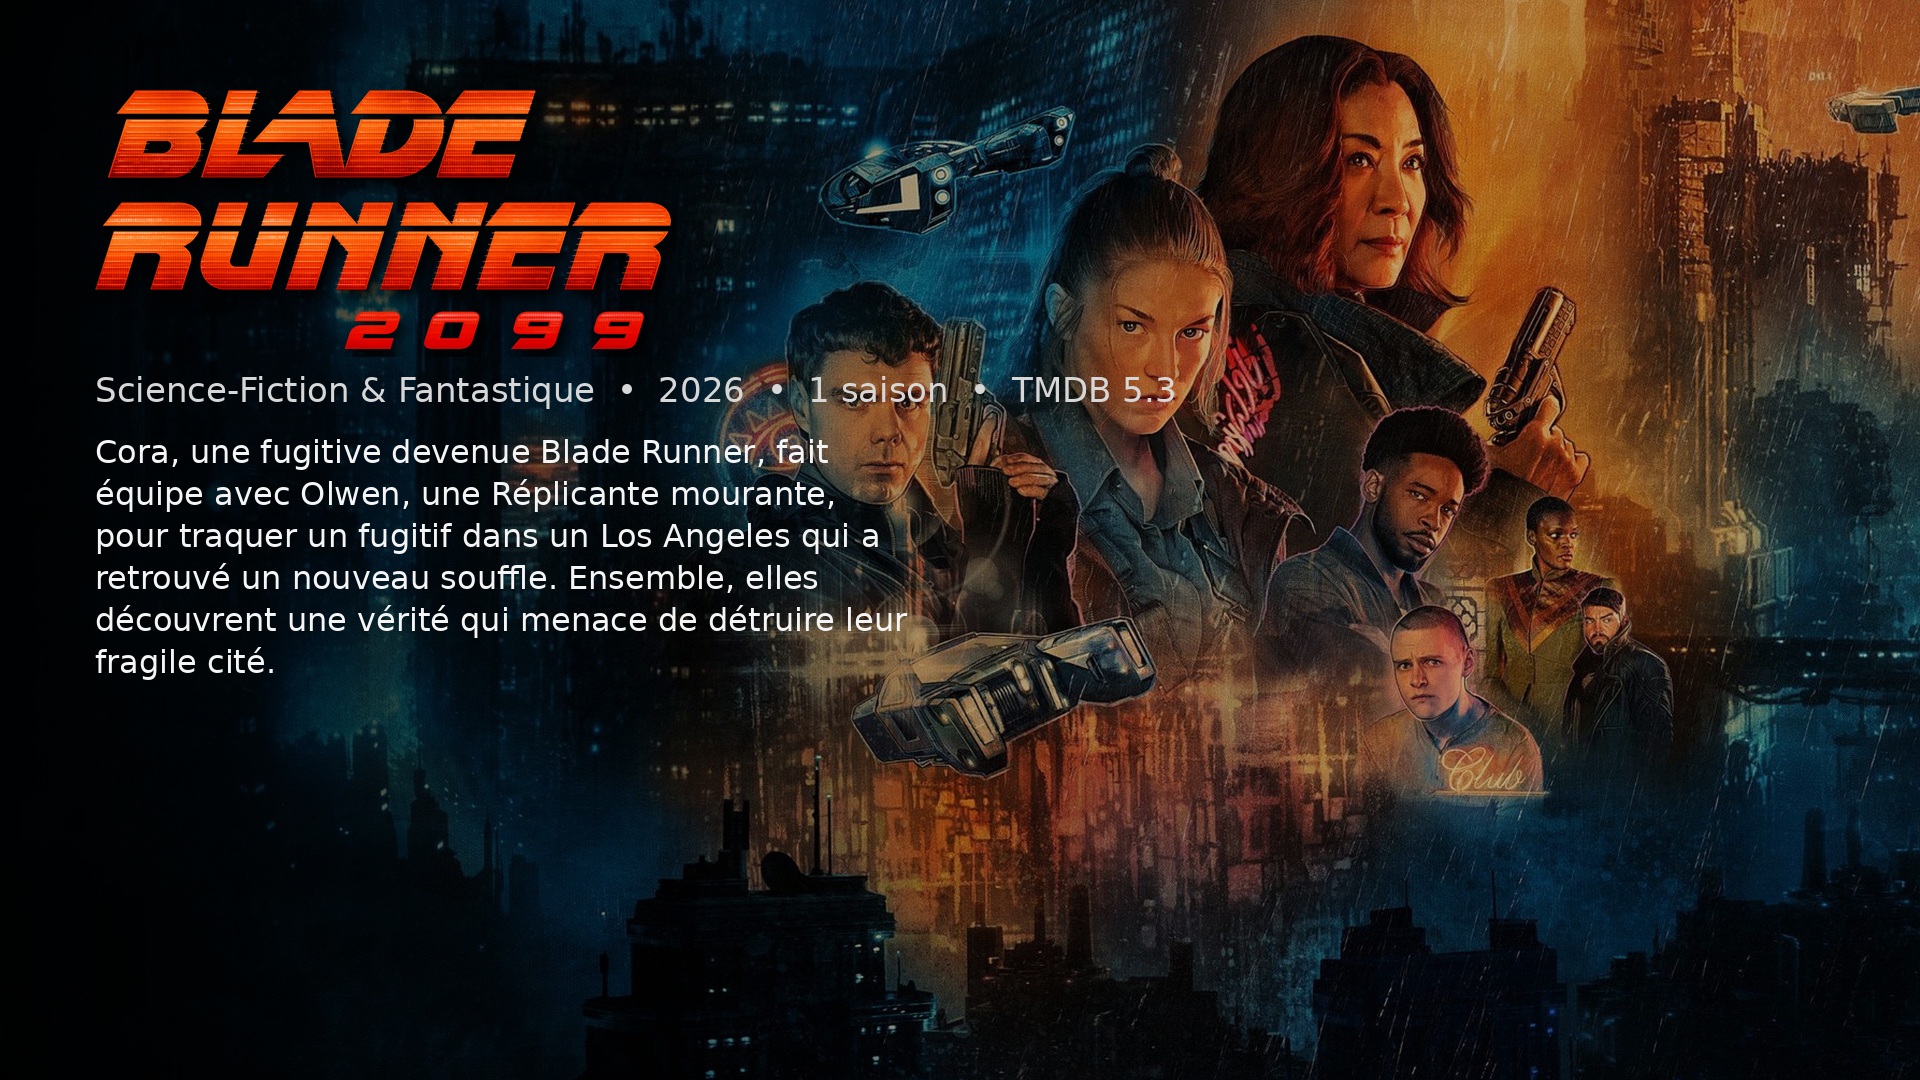 BLADE
RUNNER
2099
Science-Fiction & Fantastique • 2026 • 1 saison • TMDB 5.3
Cora, une fugitive devenue Blade Runner, fait
équipe avec Olwen, une Réplicante mourante,
pour traquer un fugitif dans un Los Angeles qui a
retrouvé un nouveau souffle. Ensemble, elles
découvrent une vérité qui menace de détruire leur
fragile cité.
Club